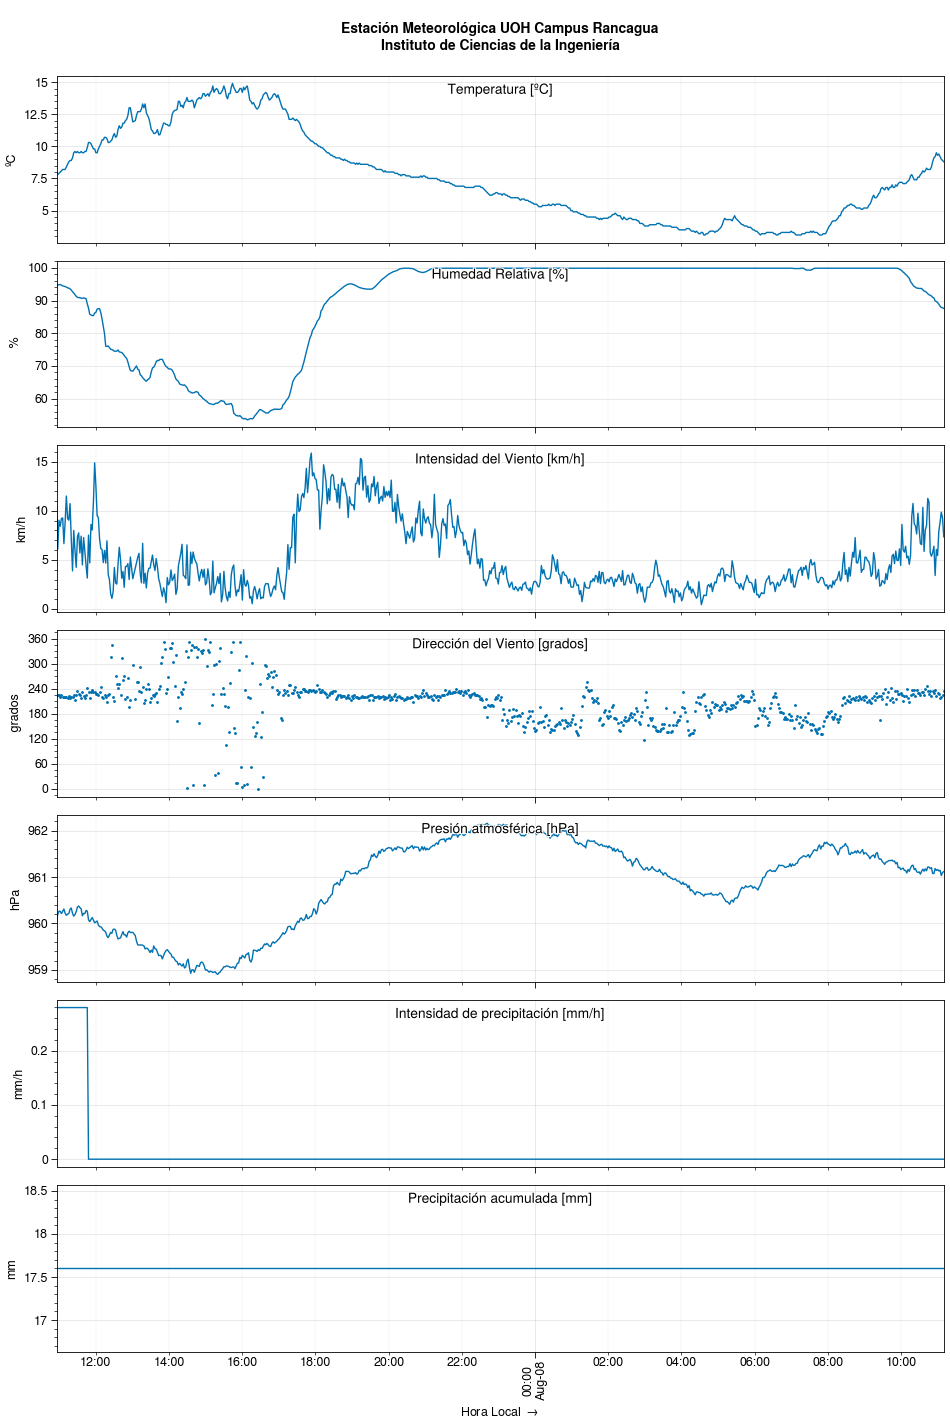 Estación Meteorológica UOH Campus Rancagua
Instituto de Ciencias de la Ingeniería
Temperatura [ºC]
15
12.5
10
7.5
5
ºC
Humedad Relativa [%]
100
90
80
70
60
%
Intensidad del Viento [km/h]
15
10
5
0
km/h
Dirección del Viento [grados]
360
300
240
180
120
60
0
grados
Presión atmosférica [hPa]
962
961
960
959
hPa
Intensidad de precipitación [mm/h]
0.2
0.1
0
mm/h
Precipitación acumulada [mm]
18.5
18
17.5
17
mm
12:00 14:00 16:00 18:00 20:00 22:00 00:00 02:00 04:00 06:00 08:00 10:00
Aug-08
Hora Local →